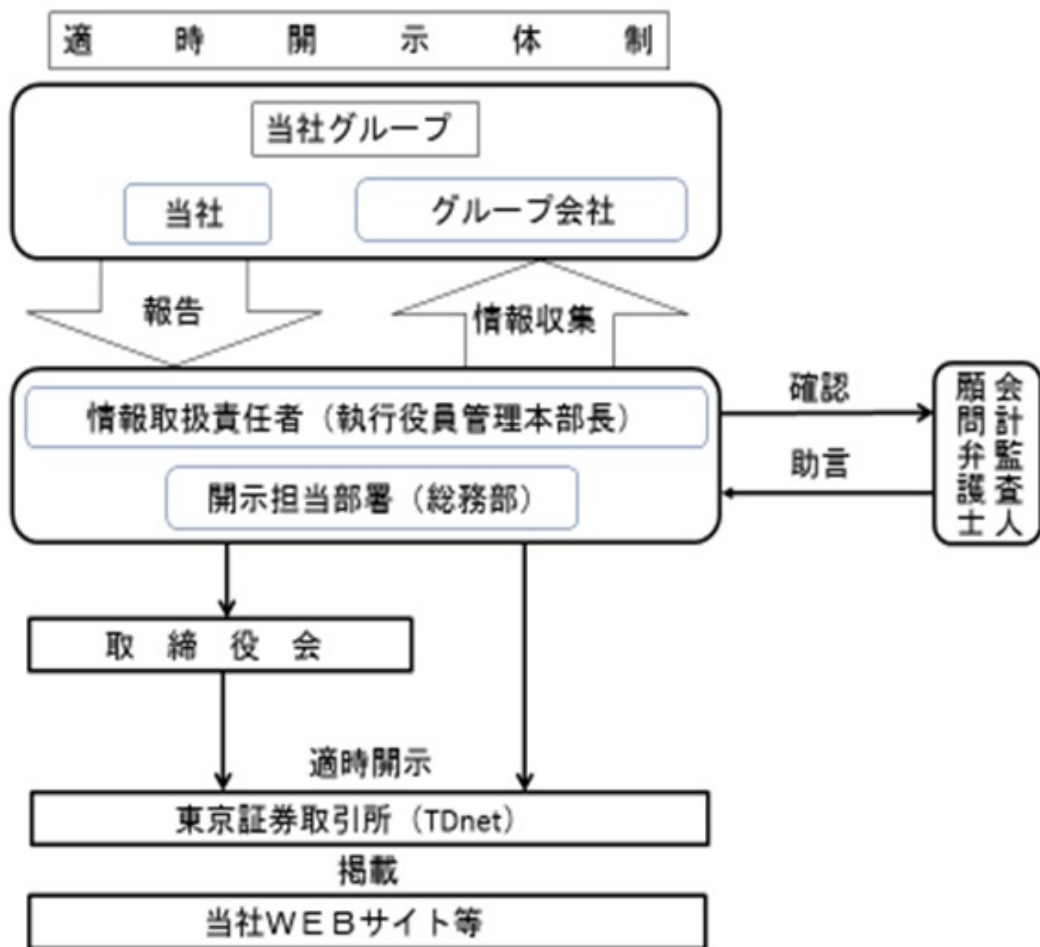 適時開示体制
当社グループ
当社
グループ会社
報告
情報収集
情報取扱責任者（執行役員管理本部長）
開示担当部署（総務部）
確認
助言
会計監査人
顧問弁護士
取締役会
適時開示
東京証券取引所（TDnet）
掲載
当社ＷＥＢサイト等